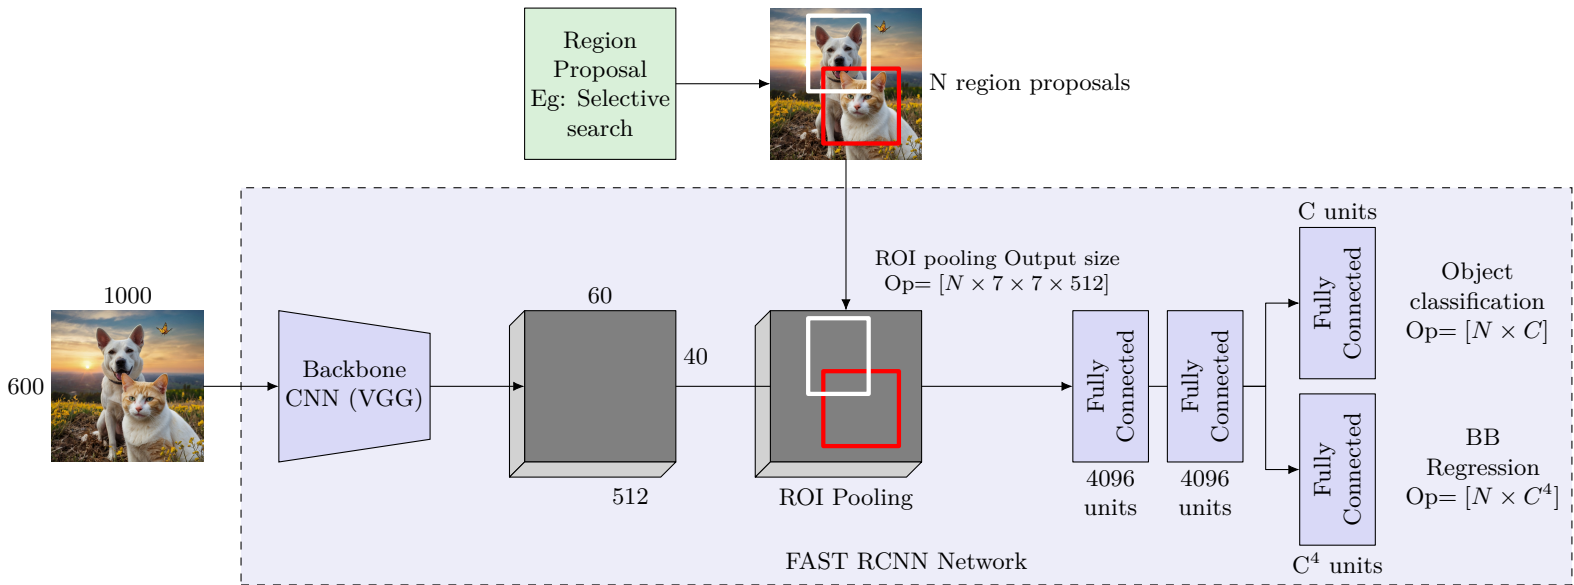 Region
Proposal
Eg: Selective
search
N region proposals
1000
600
Backbone
CNN (VGG)
60
40
512
ROI pooling Output size
Op= [N × 7 × 7 × 512]
ROI Pooling
Fully
Connected
4096
units
Fully
Connected
4096
units
C units
Fully
Connected
Object
classification
Op= [N × C]
Fully
Connected
C⁴ units
BB
Regression
Op= [N × C⁴]
FAST RCNN Network